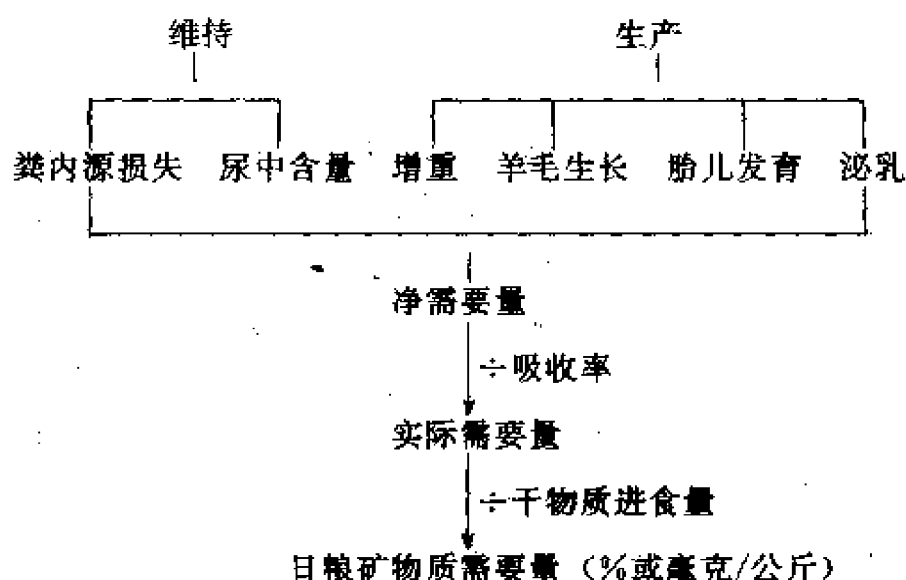 维持 生产
粪内源损失 尿中含量 增重 羊毛生长 胎儿发育 泌乳
净需要量
÷吸收率
实际需要量
÷干物质进食量
日粮矿物质需要量（%或毫克/公斤）